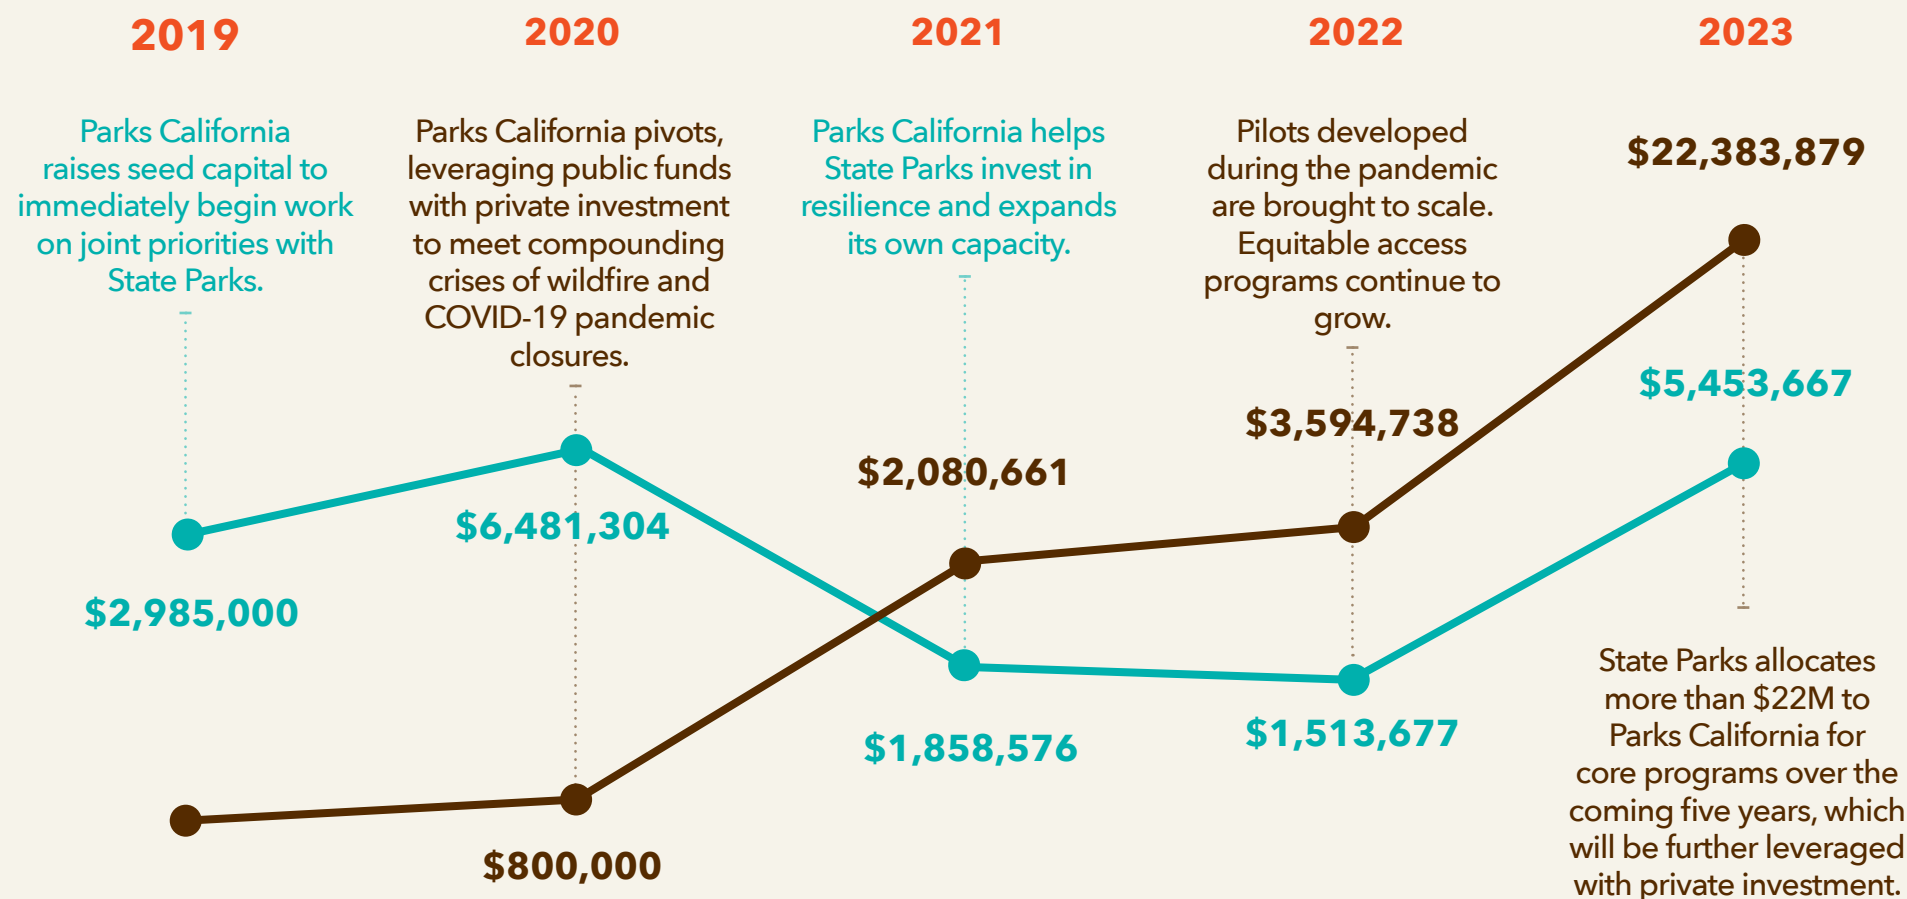 2019
Parks California
raises seed capital to
immediately begin work
on joint priorities with
State Parks.
$2,985,000
2020
Parks California pivots,
leveraging public funds
with private investment
to meet compounding
crises of wildfire and
COVID-19 pandemic
closures.
$6,481,304
$800,000
2021
Parks California helps
State Parks invest in
resilience and expands
its own capacity.
$2,080,661
$1,858,576
2022
Pilots developed
during the pandemic
are brought to scale.
Equitable access
programs continue to
grow.
$3,594,738
$1,513,677
2023
$22,383,879
$5,453,667
State Parks allocates
more than $22M to
Parks California for
core programs over the
coming five years, which
will be further leveraged
with private investment.